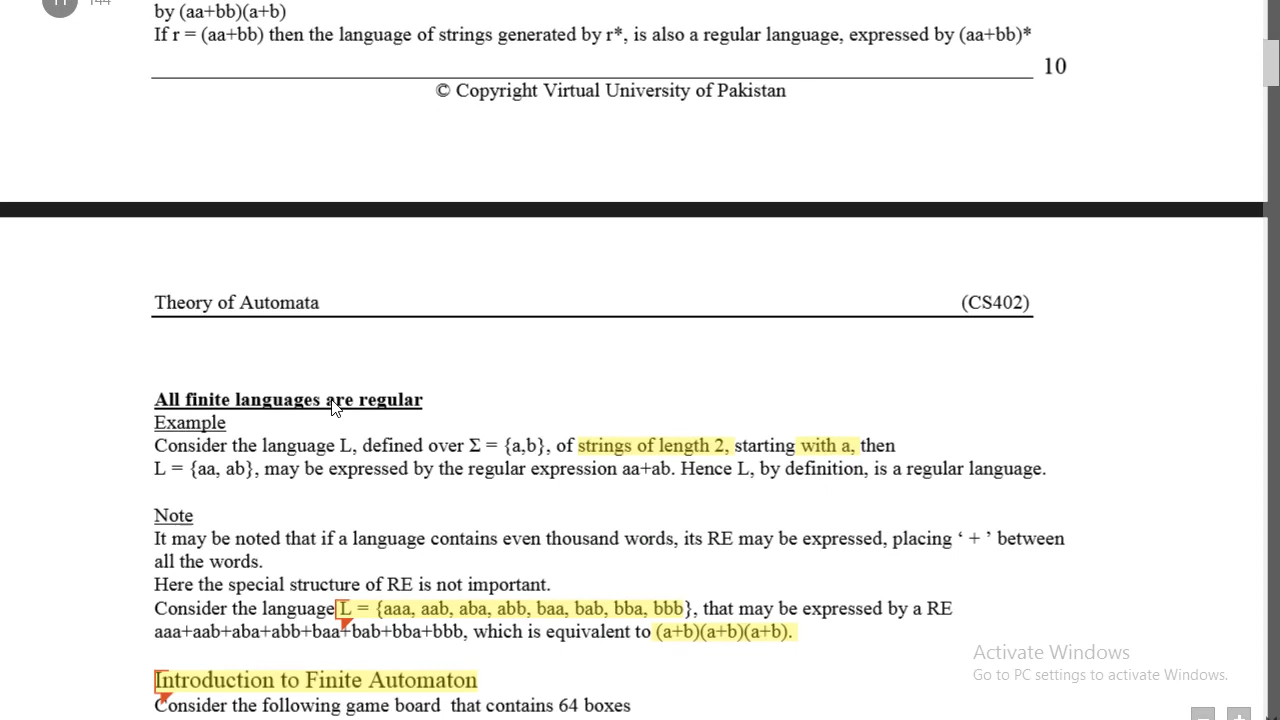 11 144
by (aa+bb)(a+b)
If r = (aa+bb) then the language of strings generated by r*, is also a regular language, expressed by (aa+bb)*
10
© Copyright Virtual University of Pakistan
Theory of Automata (CS402)
All finite languages are regular
Example
Consider the language L, defined over Σ = {a,b}, of strings of length 2, starting with a, then
L = {aa, ab}, may be expressed by the regular expression aa+ab. Hence L, by definition, is a regular language.
Note
It may be noted that if a language contains even thousand words, its RE may be expressed, placing ‘ + ’ between
all the words.
Here the special structure of RE is not important.
Consider the language L = {aaa, aab, aba, abb, baa, bab, bba, bbb}, that may be expressed by a RE
aaa+aab+aba+abb+baa+bab+bba+bbb, which is equivalent to (a+b)(a+b)(a+b).
Activate Windows
Go to PC settings to activate Windows.
Introduction to Finite Automaton
Consider the following game board that contains 64 boxes